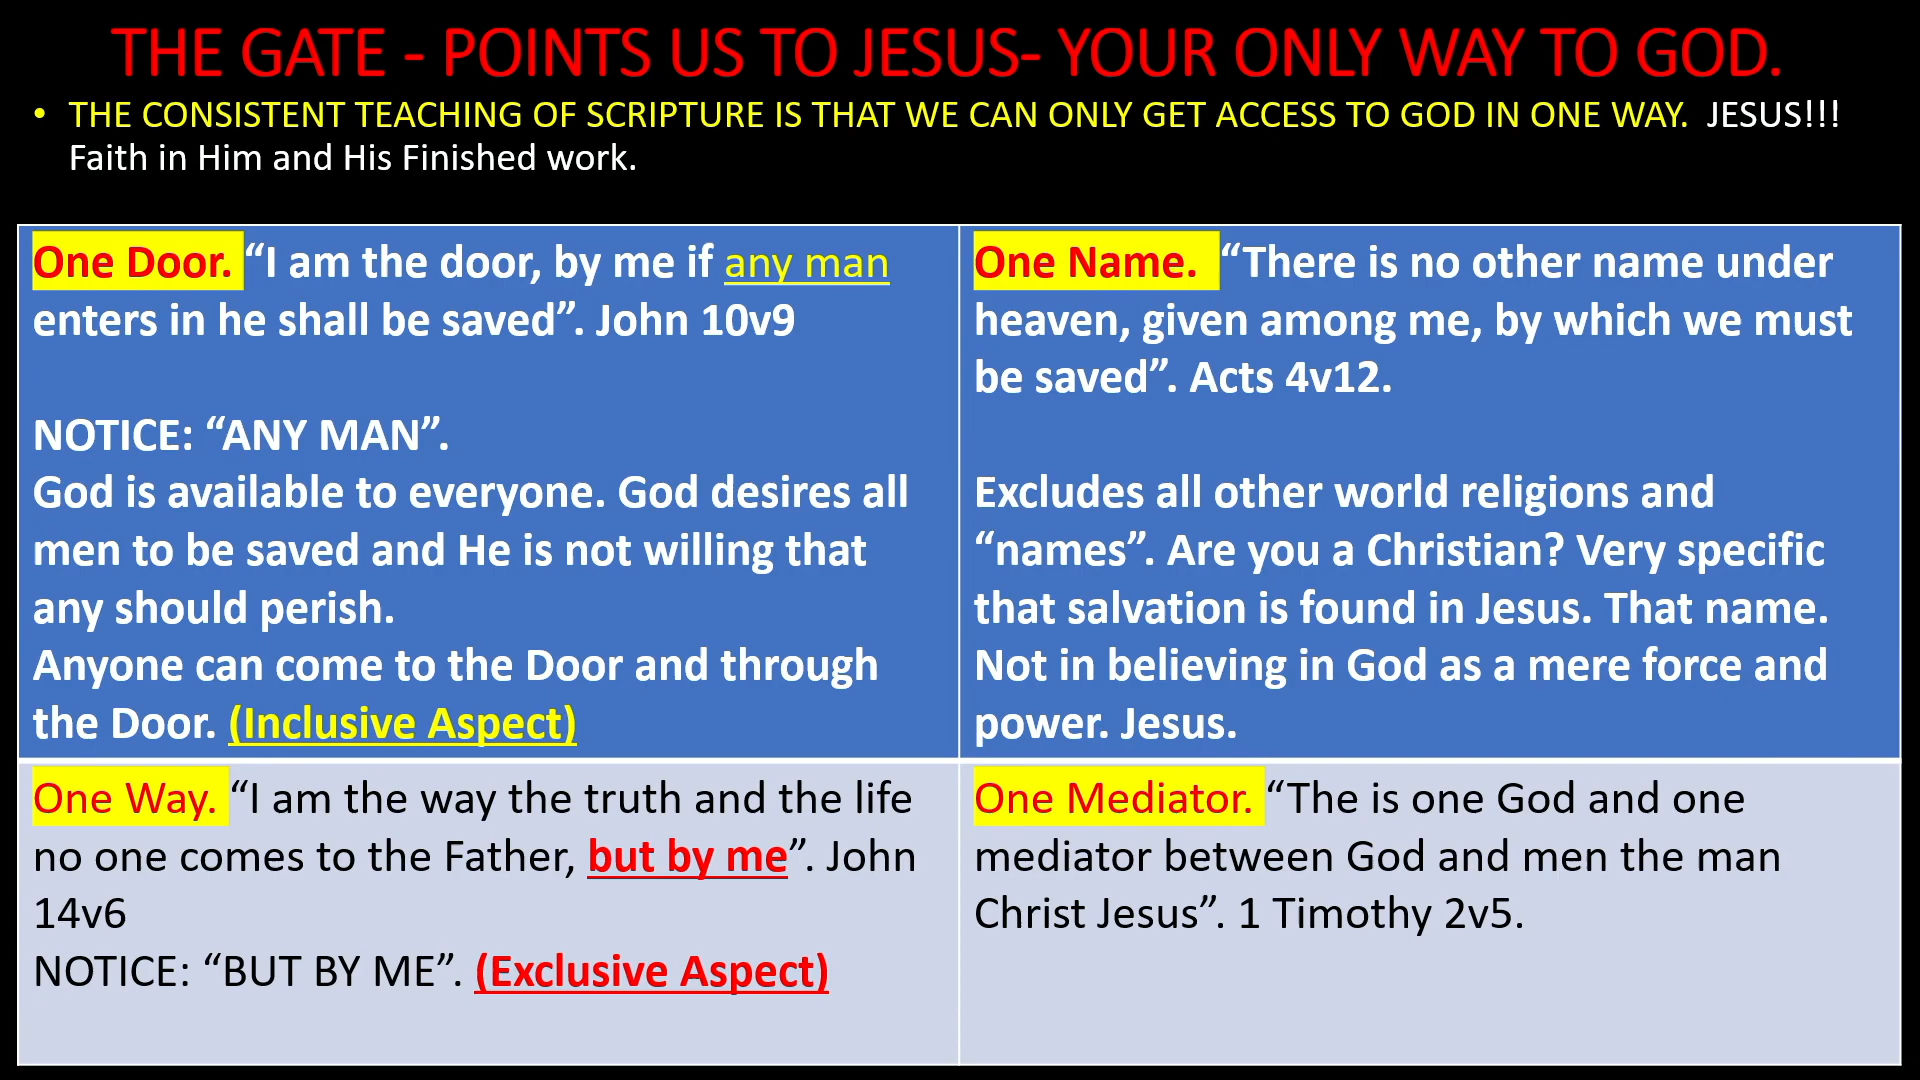 THE GATE - POINTS US TO JESUS- YOUR ONLY WAY TO GOD.
• THE CONSISTENT TEACHING OF SCRIPTURE IS THAT WE CAN ONLY GET ACCESS TO GOD IN ONE WAY. JESUS!!!
Faith in Him and His Finished work.
One Door. “I am the door, by me if any man
enters in he shall be saved”. John 10v9
NOTICE: “ANY MAN”.
God is available to everyone. God desires all
men to be saved and He is not willing that
any should perish.
Anyone can come to the Door and through
the Door. (Inclusive Aspect)
One Name. “There is no other name under
heaven, given among me, by which we must
be saved”. Acts 4v12.
Excludes all other world religions and
“names”. Are you a Christian? Very specific
that salvation is found in Jesus. That name.
Not in believing in God as a mere force and
power. Jesus.
One Way. “I am the way the truth and the life
no one comes to the Father, but by me”. John
14v6
NOTICE: “BUT BY ME”. (Exclusive Aspect)
One Mediator. “The is one God and one
mediator between God and men the man
Christ Jesus”. 1 Timothy 2v5.